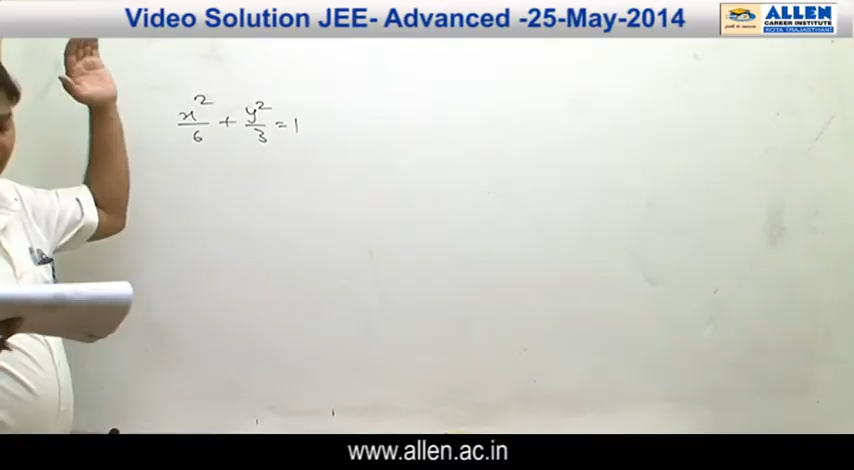 Video Solution JEE- Advanced -25-May-2014
ALLEN
CAREER INSTITUTE
KOTA (RAJASTHAN)
x²/6 + y²/3 = 1
www.allen.ac.in